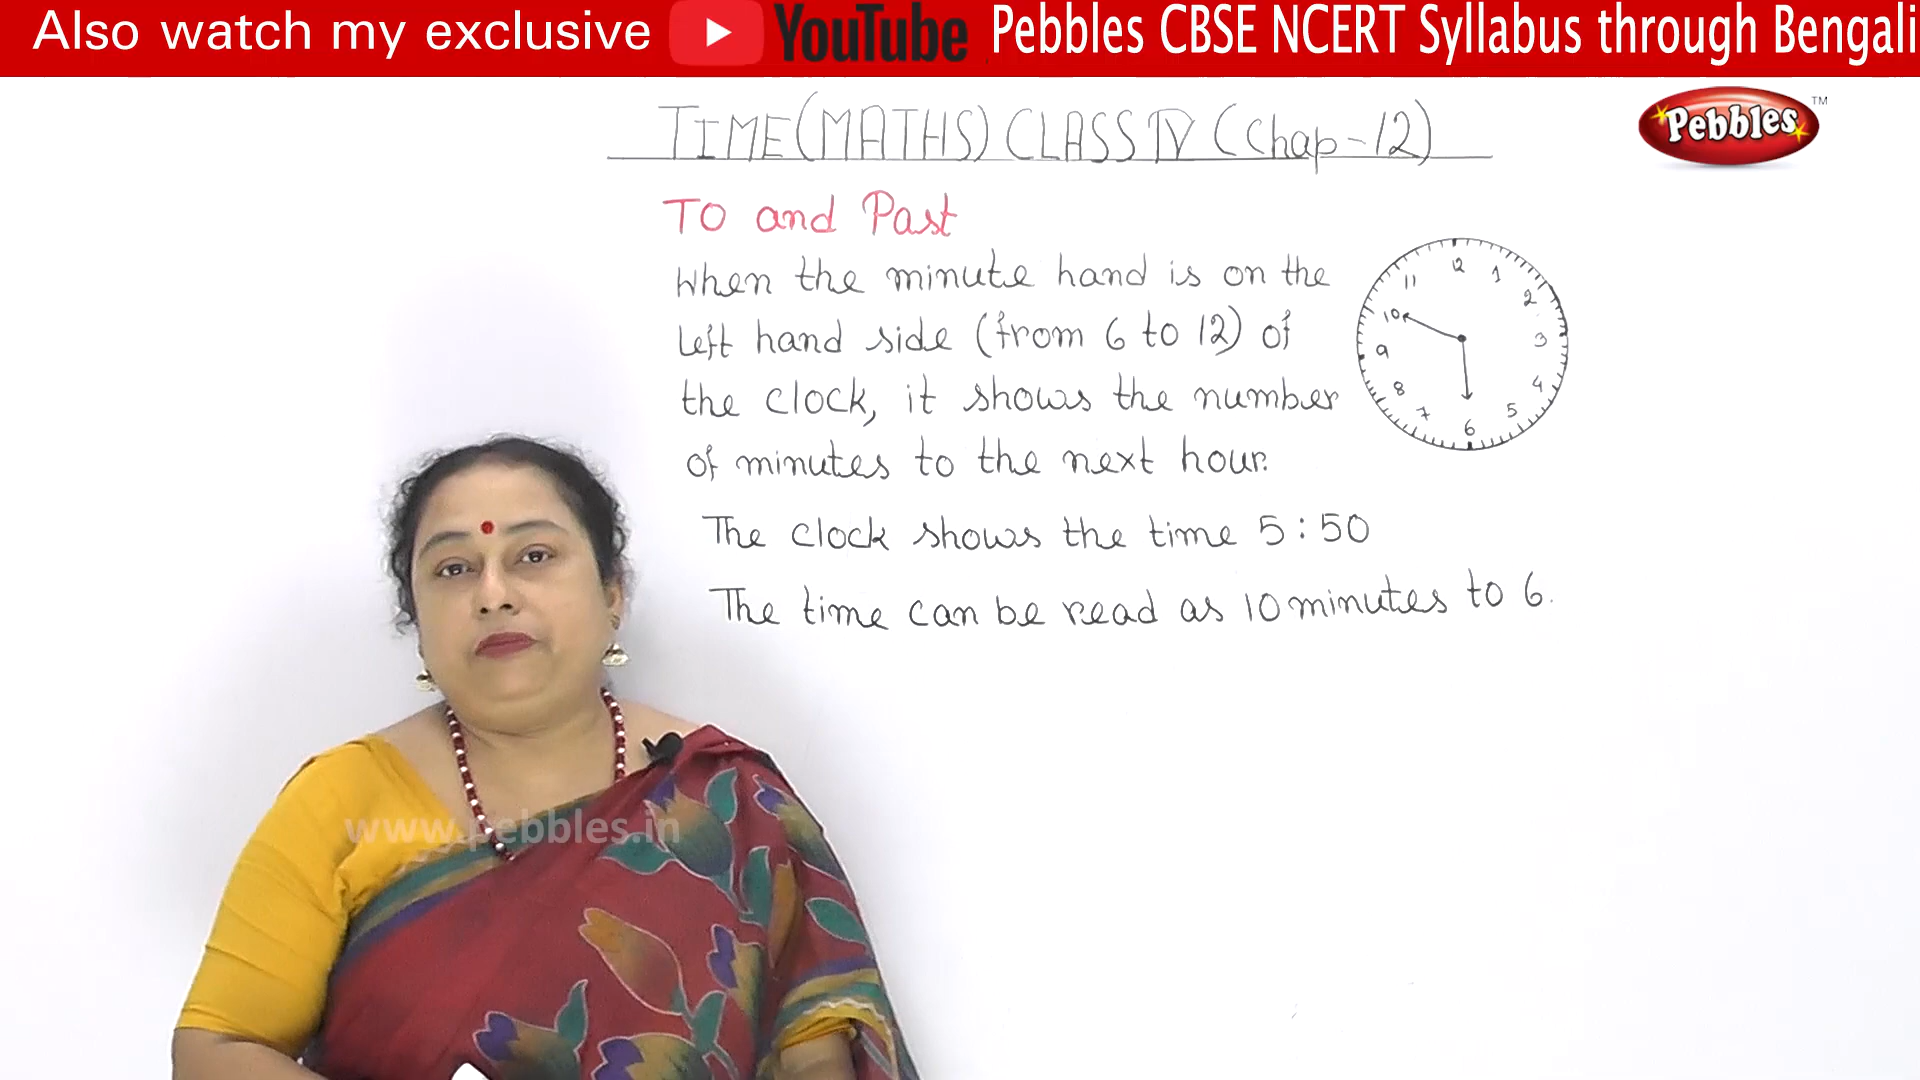 Also watch my exclusive YouTube Pebbles CBSE NCERT Syllabus through Bengali
Pebbles TM
TIME (MATHS) CLASS IV (Chap-12)
TO and Past
When the minute hand is on the
left hand side (from 6 to 12) of
the clock, it shows the number
of minutes to the next hour.
The clock shows the time 5:50
The time can be read as 10 minutes to 6.
12
1
2
3
4
5
6
7
8
9
10
11
www.pebbles.in